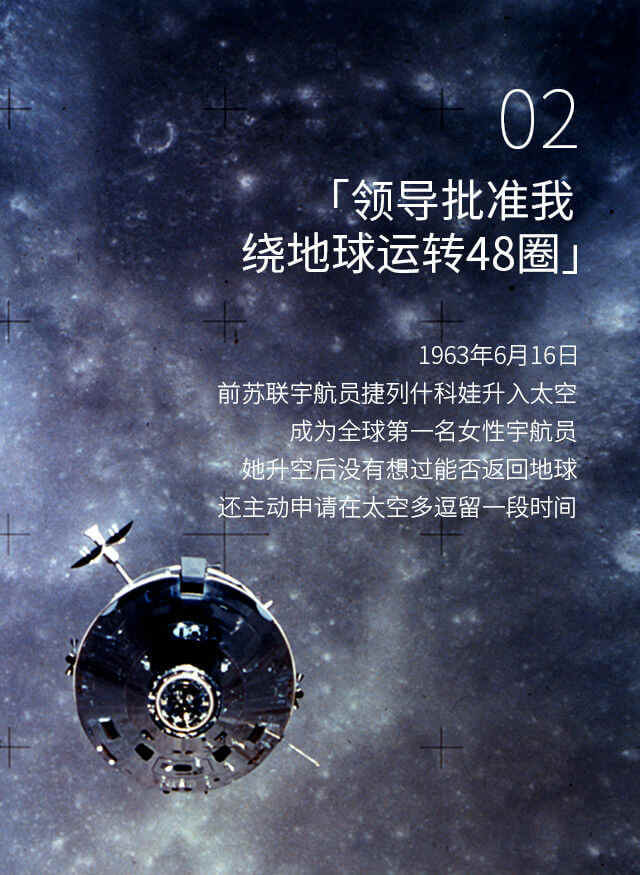 02
「领导批准我
绕地球运转48圈」
1963年6月16日
前苏联宇航员捷列什科娃升入太空
成为全球第一名女性宇航员
她升空后没有想过能否返回地球
还主动申请在太空多逗留一段时间